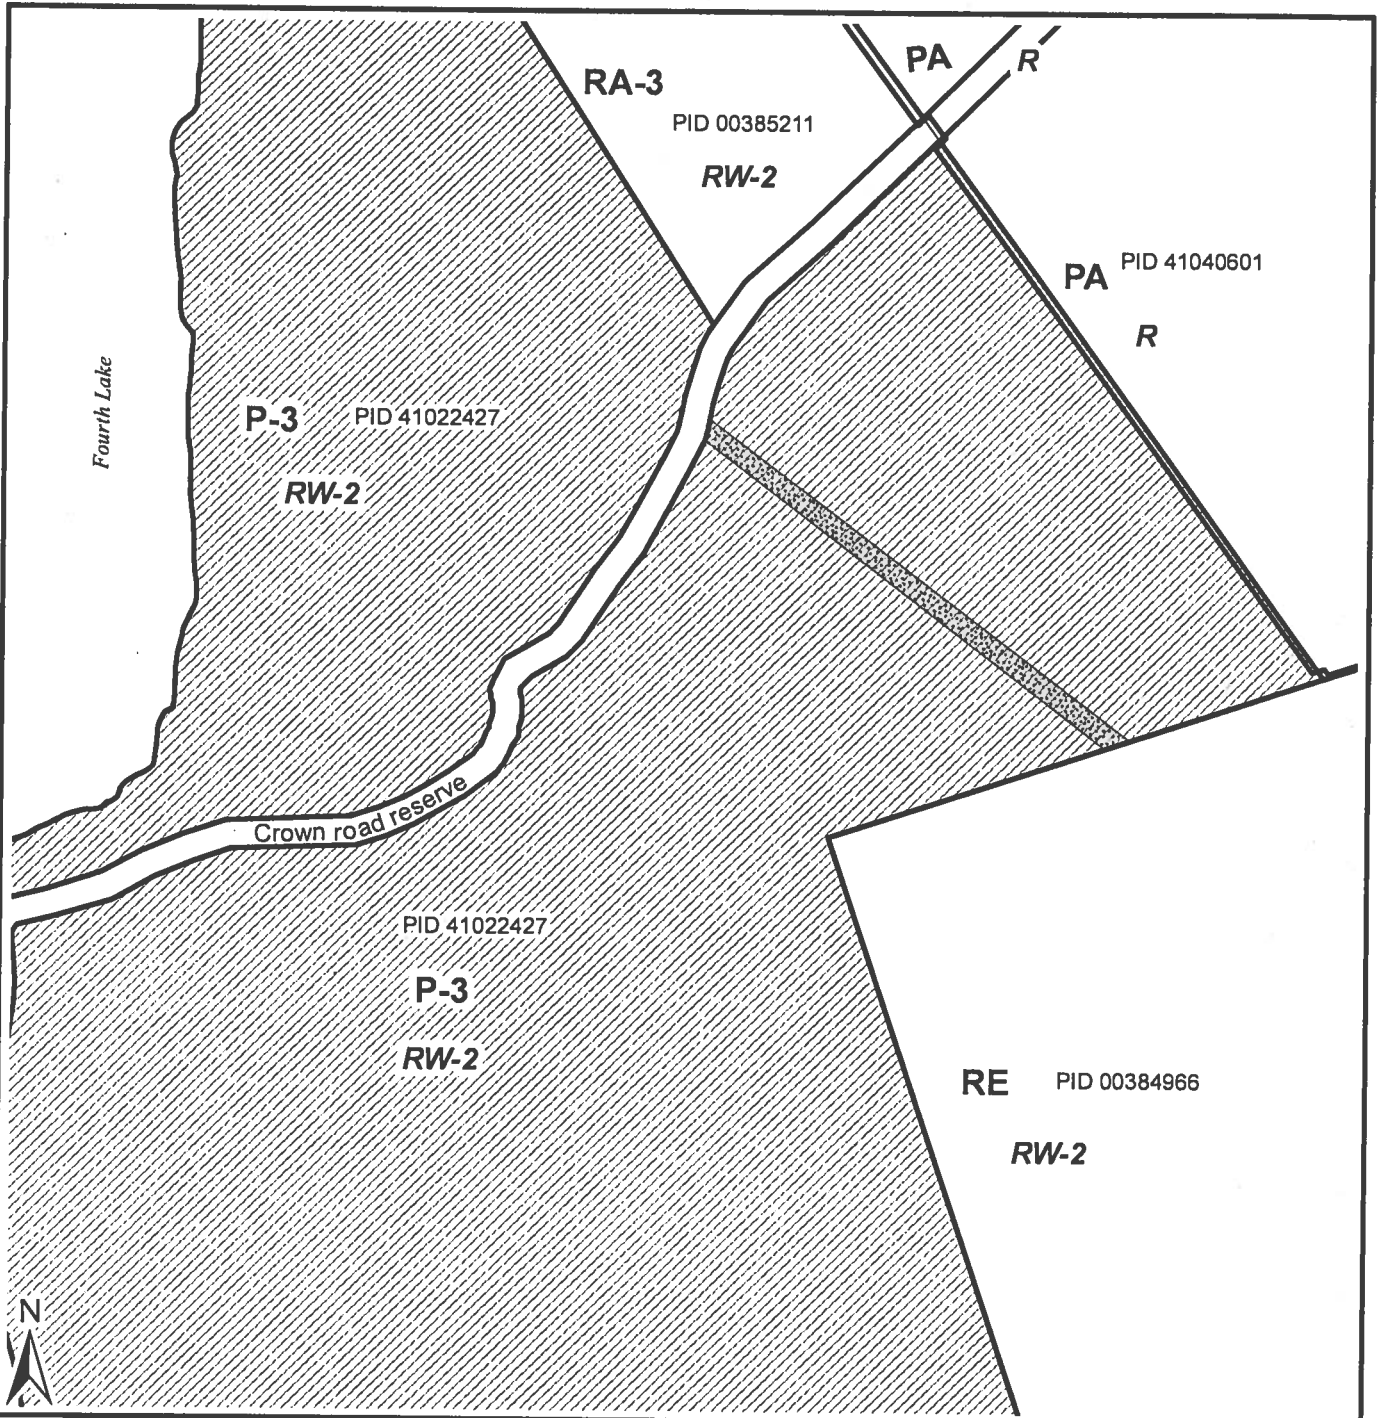 PA
R
RA-3
PID 00385211
RW-2
PA
PID 41040601
R
Fourth Lake
P-3
PID 41022427
RW-2
Crown road reserve
PID 41022427
P-3
RW-2
RE
PID 00384966
RW-2
N